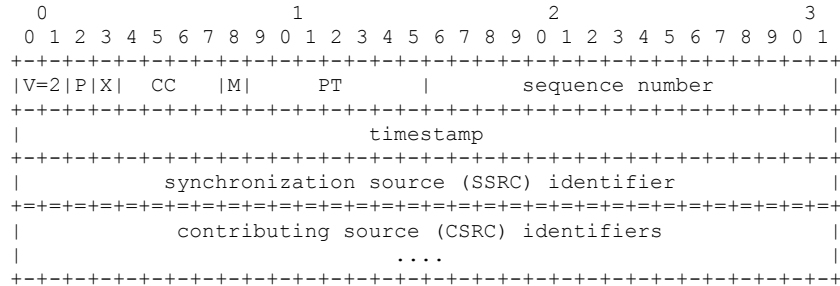 0                   1                   2                   3
    0 1 2 3 4 5 6 7 8 9 0 1 2 3 4 5 6 7 8 9 0 1 2 3 4 5 6 7 8 9 0 1
   +-+-+-+-+-+-+-+-+-+-+-+-+-+-+-+-+-+-+-+-+-+-+-+-+-+-+-+-+-+-+-+-+
   |V=2|P|X|  CC   |M|     PT      |       sequence number         |
   +-+-+-+-+-+-+-+-+-+-+-+-+-+-+-+-+-+-+-+-+-+-+-+-+-+-+-+-+-+-+-+-+
   |                           timestamp                           |
   +-+-+-+-+-+-+-+-+-+-+-+-+-+-+-+-+-+-+-+-+-+-+-+-+-+-+-+-+-+-+-+-+
   |           synchronization source (SSRC) identifier            |
   +=+=+=+=+=+=+=+=+=+=+=+=+=+=+=+=+=+=+=+=+=+=+=+=+=+=+=+=+=+=+=+=+
   |            contributing source (CSRC) identifiers             |
   |                             ....                              |
   +-+-+-+-+-+-+-+-+-+-+-+-+-+-+-+-+-+-+-+-+-+-+-+-+-+-+-+-+-+-+-+-+